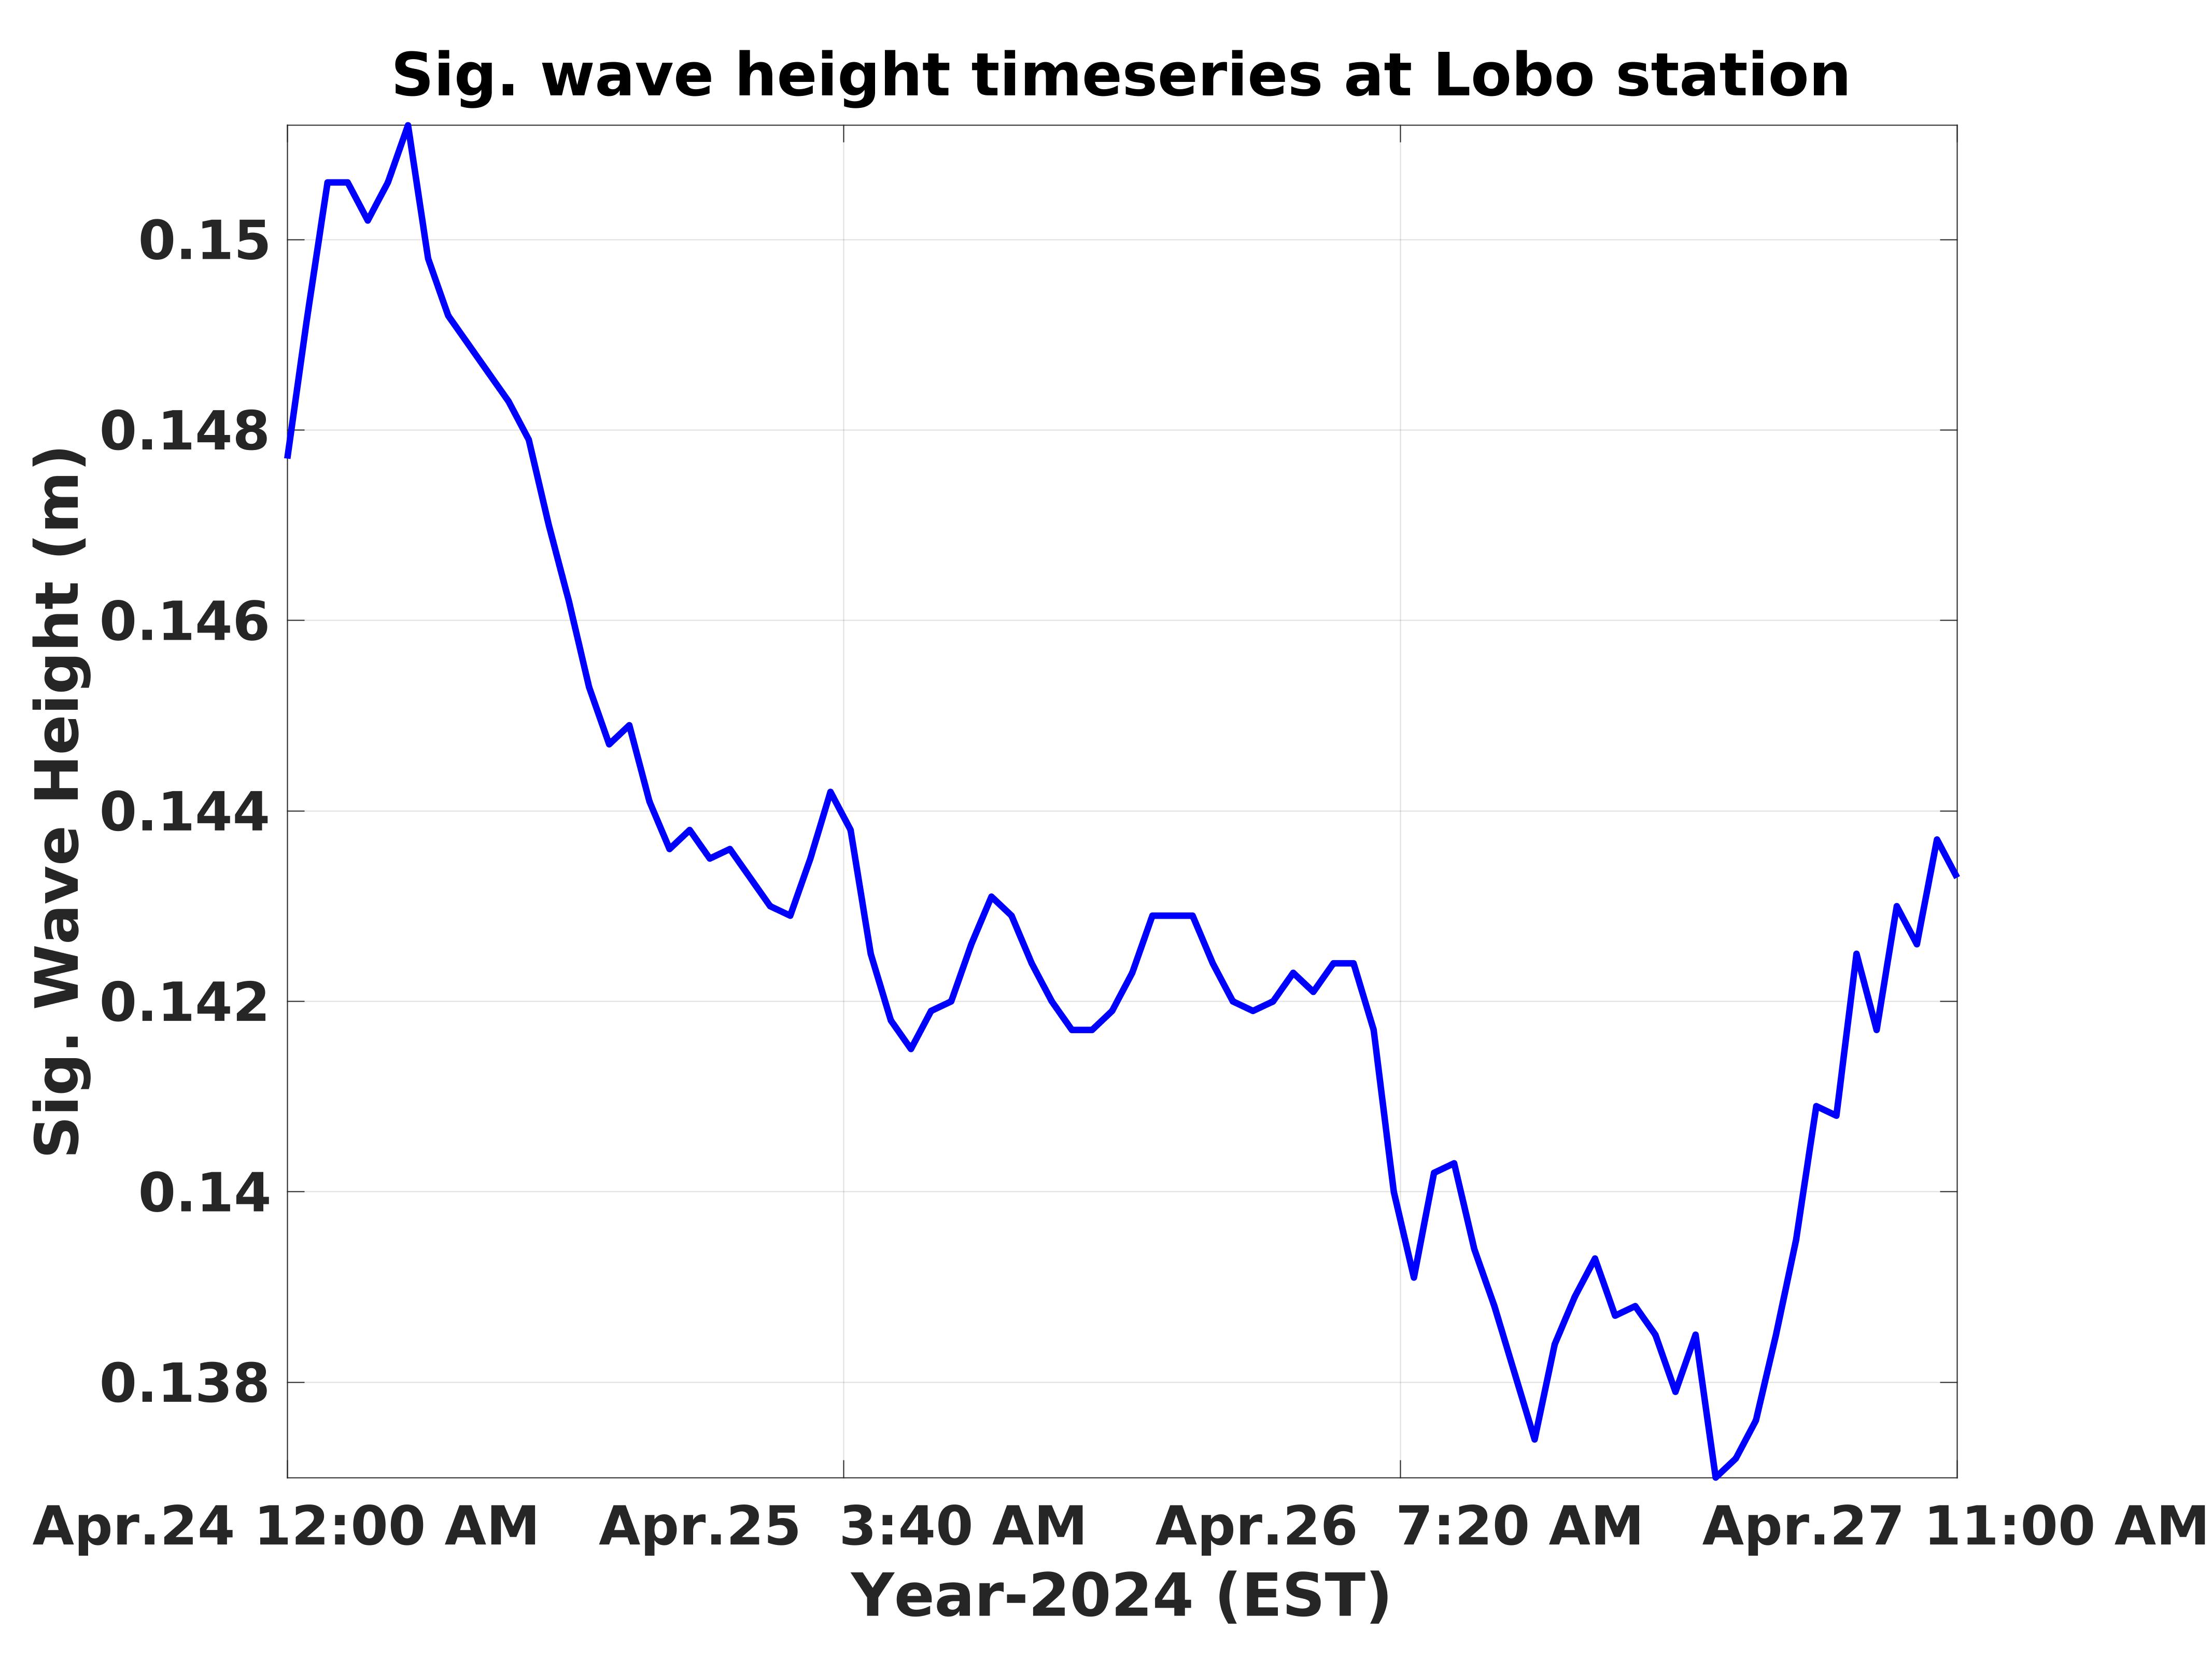 Sig. wave height timeseries at Lobo station
Sig. Wave Height (m)
0.15
0.148
0.146
0.144
0.142
0.14
0.138
Apr.24 12:00 AM Apr.25 3:40 AM Apr.26 7:20 AM Apr.27 11:00 AM
Year-2024 (EST)